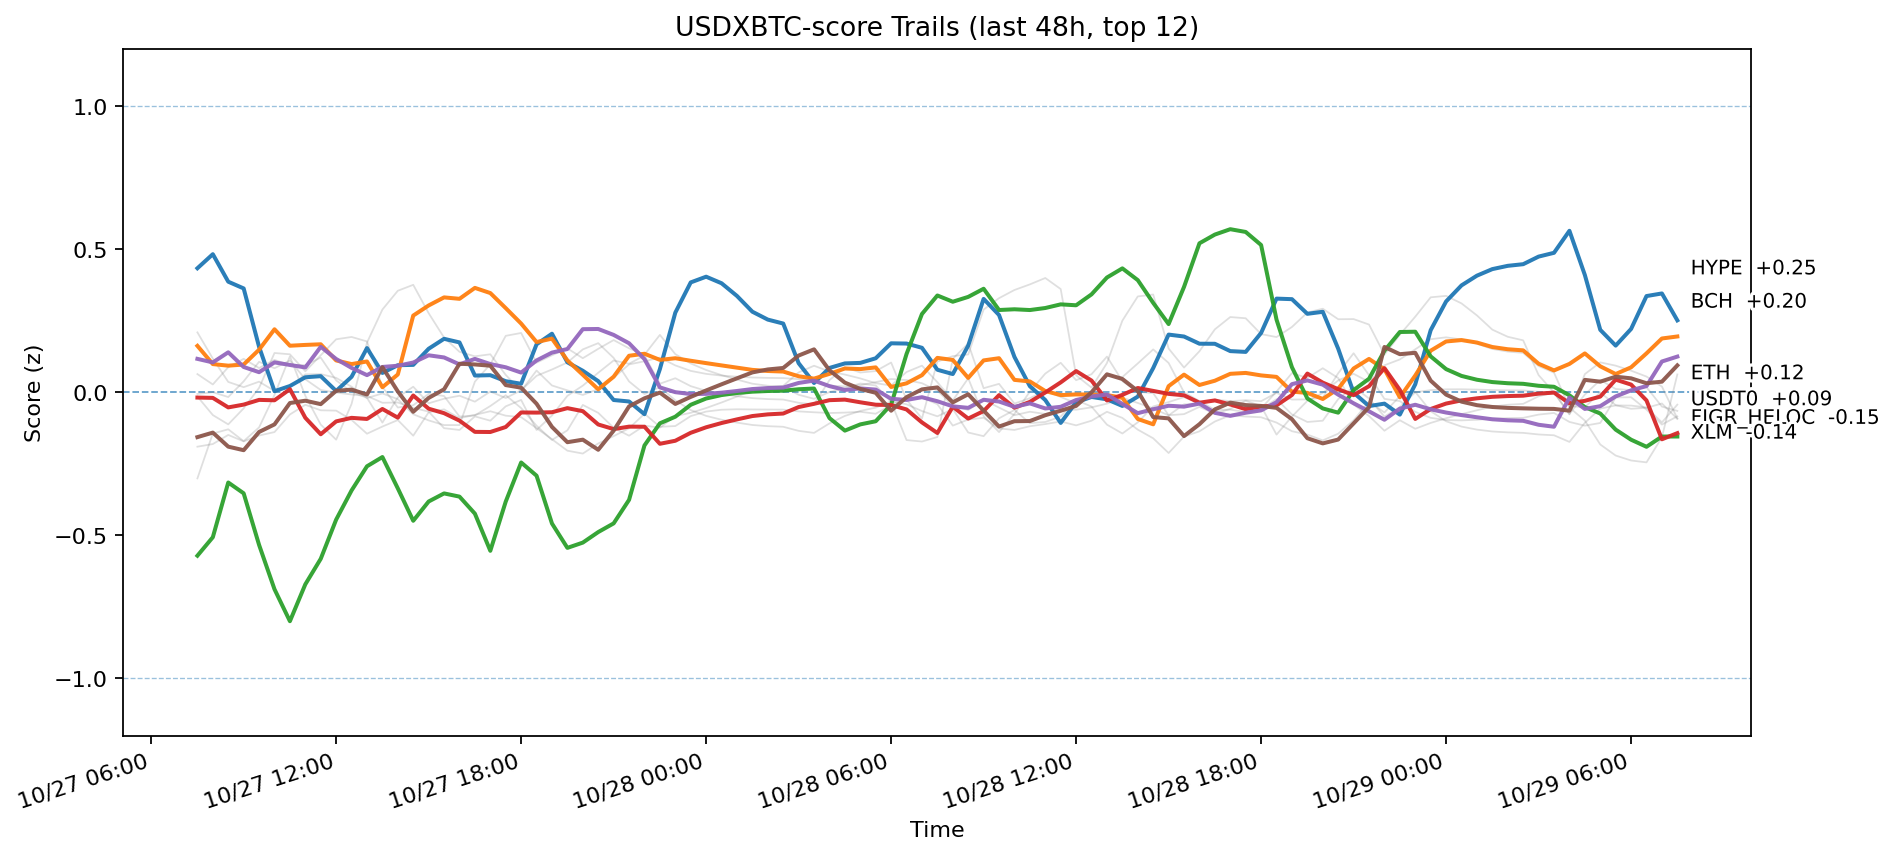 USDXBTC-score Trails (last 48h, top 12)
Score (z)
1.0
0.5
0.0
−0.5
−1.0
HYPE +0.25
BCH +0.20
ETH +0.12
USDT0 +0.09
FIGR_HELOC -0.15
XLM -0.14
10/27 06:00
10/27 12:00
10/27 18:00
10/28 00:00
10/28 06:00
10/28 12:00
10/28 18:00
10/29 00:00
10/29 06:00
Time